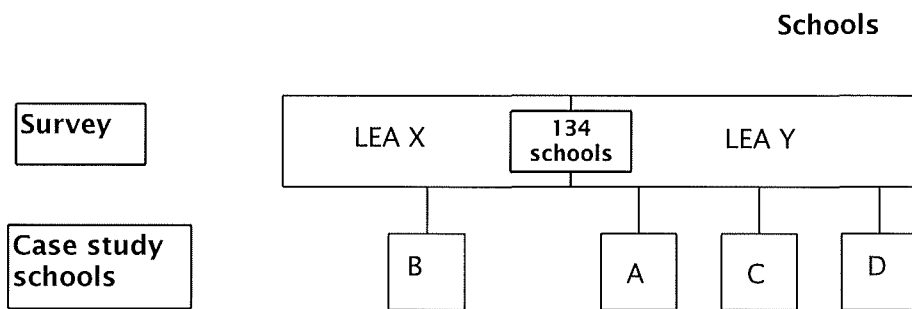 Schools
Survey
LEA X
134
schools
LEA Y
Case study
schools
B
A
C
D